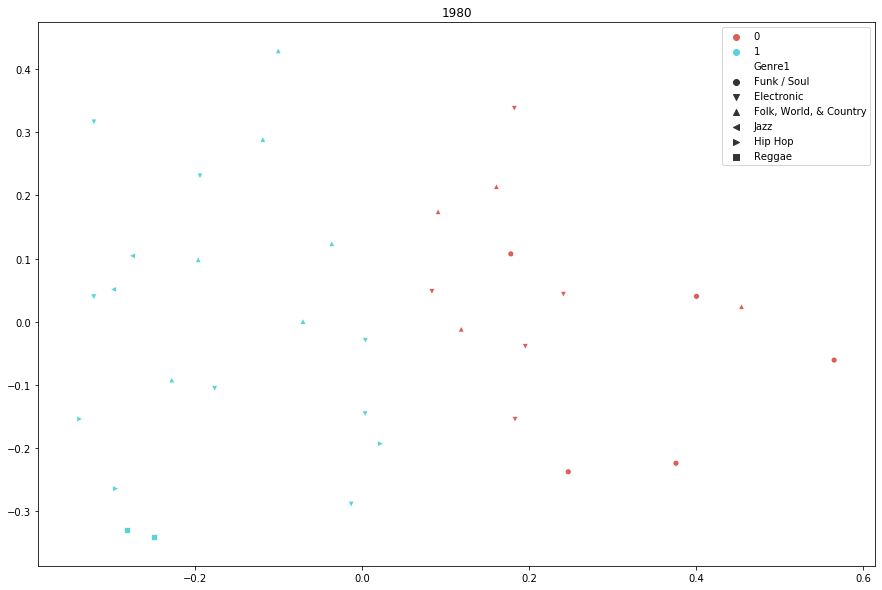 1980
0
1
Genre1
Funk / Soul
Electronic
Folk, World, & Country
Jazz
Hip Hop
Reggae
0.4
0.3
0.2
0.1
0.0
−0.1
−0.2
−0.3
−0.2 0.0 0.2 0.4 0.6